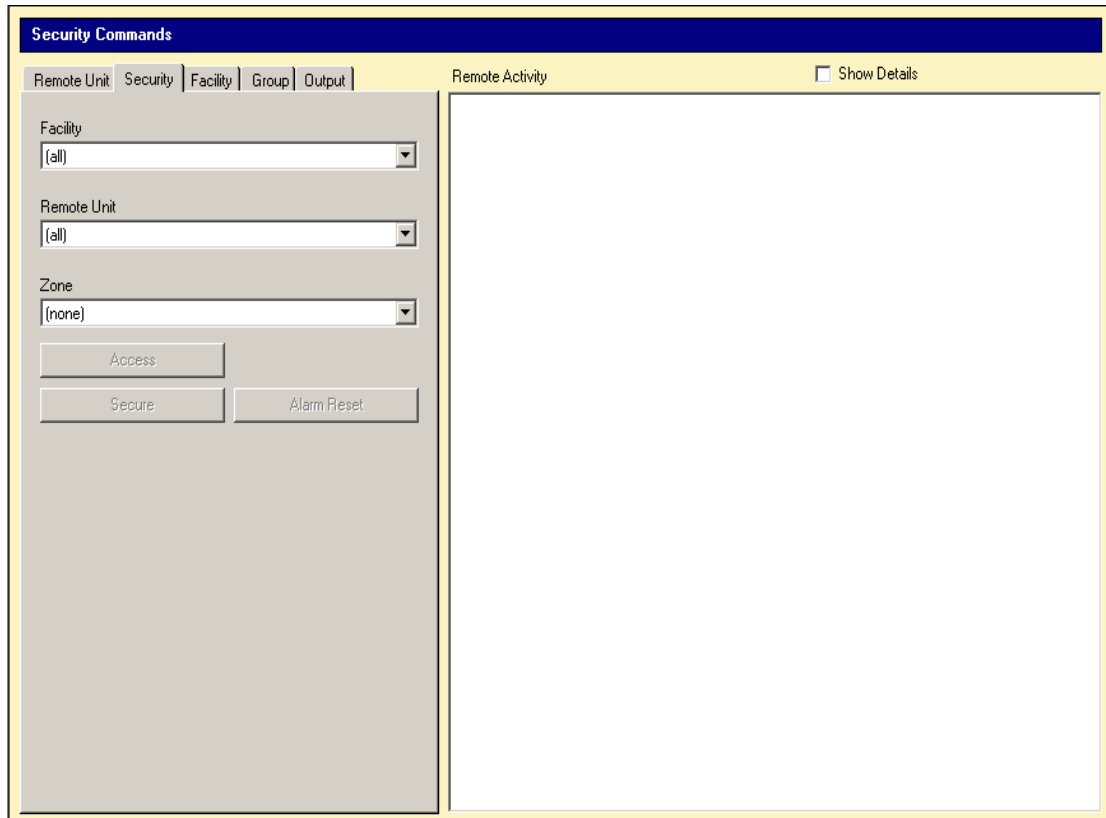 Security Commands
Remote Unit Security Facility Group Output
Remote Activity Show Details
Facility
(all)
Remote Unit
(all)
Zone
(none)
Access
Secure Alarm Reset